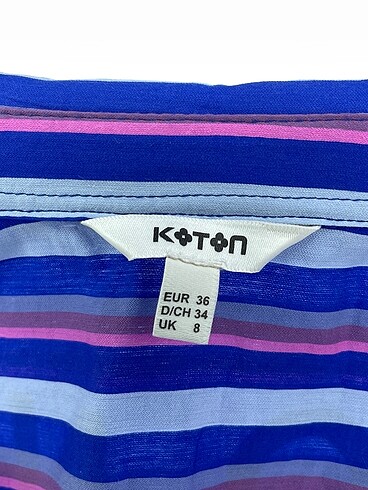 KOTON
EUR 36
D/CH 34
UK 8